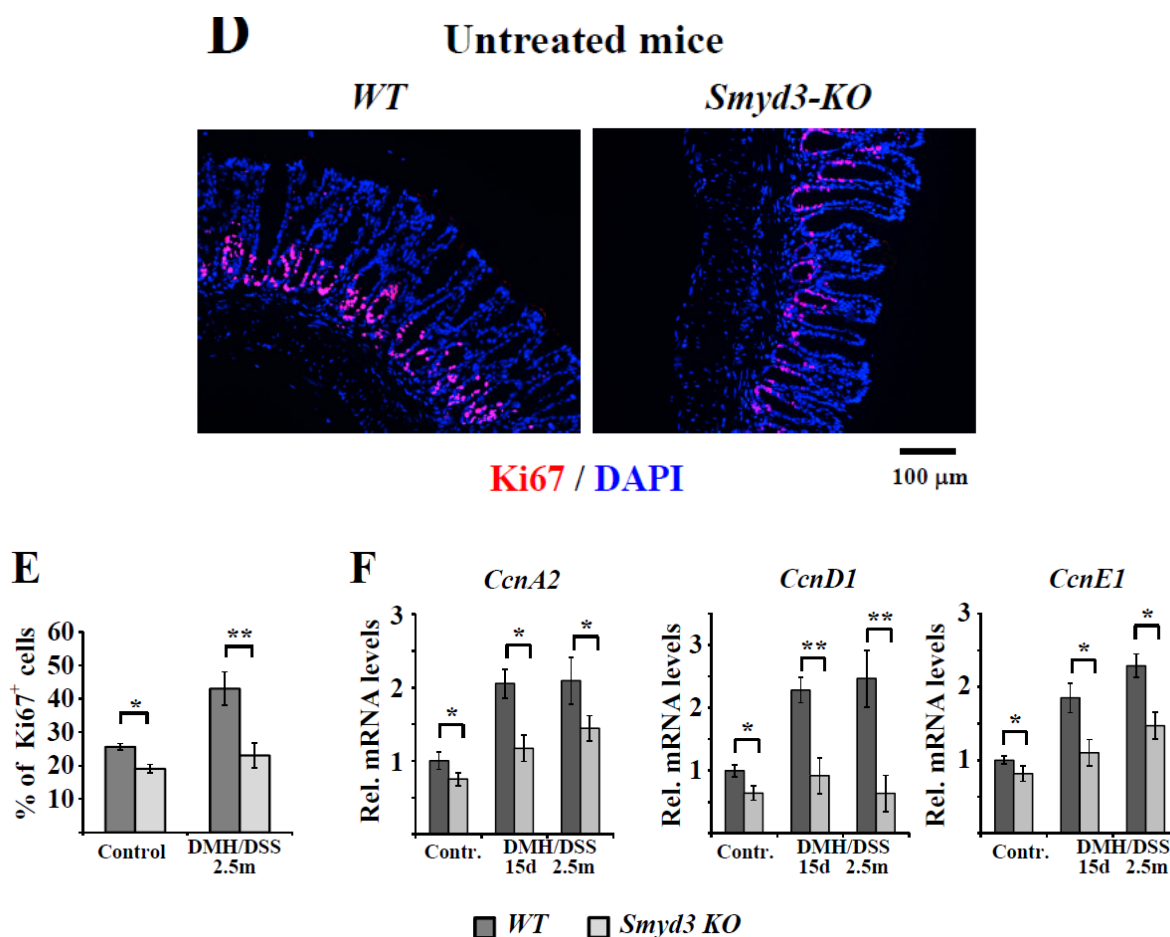 D
Untreated mice
WT
Smyd3-KO
Ki67 / DAPI
100 μm
E
% of Ki67+ cells
60
50
40
30
20
10
*
**
Control
DMH/DSS
2.5m
F
CcnA2
Rel. mRNA levels
3
2
1
*
*
*
Contr.
DMH/DSS
15d 2.5m
CcnD1
Rel. mRNA levels
3
2
1
*
**
**
Contr.
DMH/DSS
15d 2.5m
CcnE1
Rel. mRNA levels
3
2
1
*
*
*
Contr.
DMH/DSS
15d 2.5m
WT
Smyd3 KO